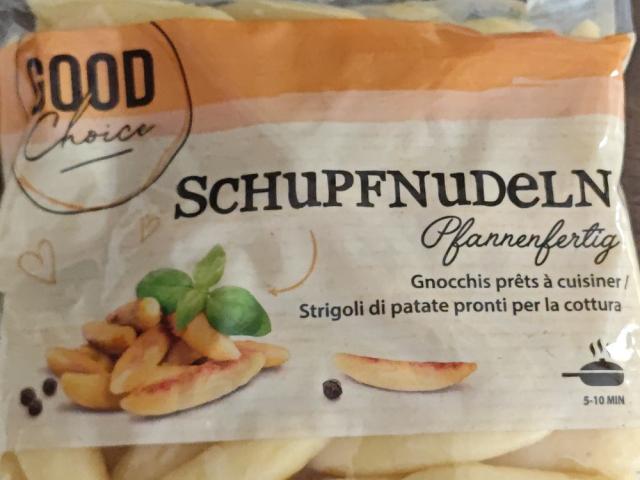 GOOD
Choice
SCHUPFNUDELN
Pfannenfertig
Gnocchis prêts à cuisiner /
Strigoli di patate pronti per la cottura
5-10 MIN